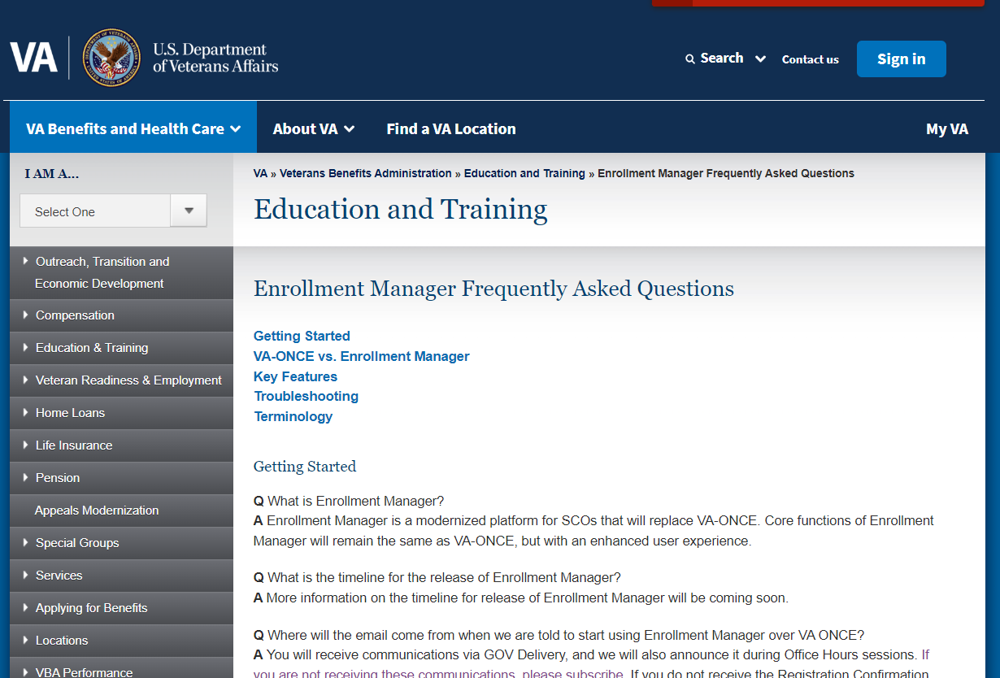 VA
U.S. Department
of Veterans Affairs
Search
Contact us
Sign in
VA Benefits and Health Care
About VA
Find a VA Location
My VA
I AM A...
Select One
Outreach, Transition and
Economic Development
Compensation
Education & Training
Veteran Readiness & Employment
Home Loans
Life Insurance
Pension
Appeals Modernization
Special Groups
Services
Applying for Benefits
Locations
VBA Performance
VA » Veterans Benefits Administration » Education and Training » Enrollment Manager Frequently Asked Questions
Education and Training
Enrollment Manager Frequently Asked Questions
Getting Started
VA-ONCE vs. Enrollment Manager
Key Features
Troubleshooting
Terminology
Getting Started
Q What is Enrollment Manager?
A Enrollment Manager is a modernized platform for SCOs that will replace VA-ONCE. Core functions of Enrollment
Manager will remain the same as VA-ONCE, but with an enhanced user experience.
Q What is the timeline for the release of Enrollment Manager?
A More information on the timeline for release of Enrollment Manager will be coming soon.
Q Where will the email come from when we are told to start using Enrollment Manager over VA ONCE?
A You will receive communications via GOV Delivery, and we will also announce it during Office Hours sessions. If
you are not receiving these communications, please subscribe. If you do not receive the Registration Confirmation